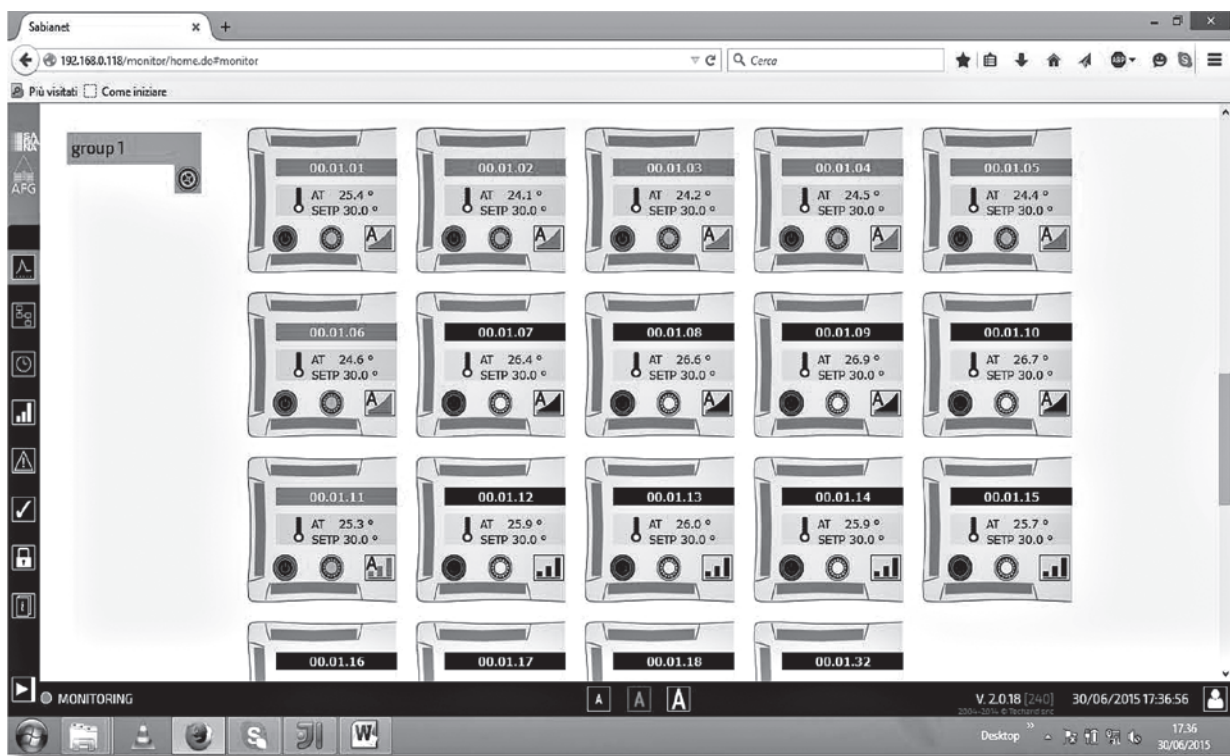 Sabianet
192.168.0.118/monitor/home.do#monitor
Cerca
ABP
Più visitati Come iniziare
AFG
group 1
00.01.01
AT 25.4 °
SETP 30.0 °
A
00.01.02
AT 24.1 °
SETP 30.0 °
A
00.01.03
AT 24.2 °
SETP 30.0 °
A
00.01.04
AT 24.5 °
SETP 30.0 °
A
00.01.05
AT 24.4 °
SETP 30.0 °
A
00.01.06
AT 24.6 °
SETP 30.0 °
A
00.01.07
AT 26.4 °
SETP 30.0 °
A
00.01.08
AT 26.6 °
SETP 30.0 °
A
00.01.09
AT 26.9 °
SETP 30.0 °
A
00.01.10
AT 26.7 °
SETP 30.0 °
A
00.01.11
AT 25.3 °
SETP 30.0 °
A
00.01.12
AT 25.9 °
SETP 30.0 °
00.01.13
AT 26.0 °
SETP 30.0 °
00.01.14
AT 25.9 °
SETP 30.0 °
00.01.15
AT 25.7 °
SETP 30.0 °
00.01.16
00.01.17
00.01.18
00.01.32
MONITORING
A A A
V. 2.0.18 [240] 30/06/2015 17:36:56
2004-2014 © Techard snc
Desktop
17.36
30/06/2015